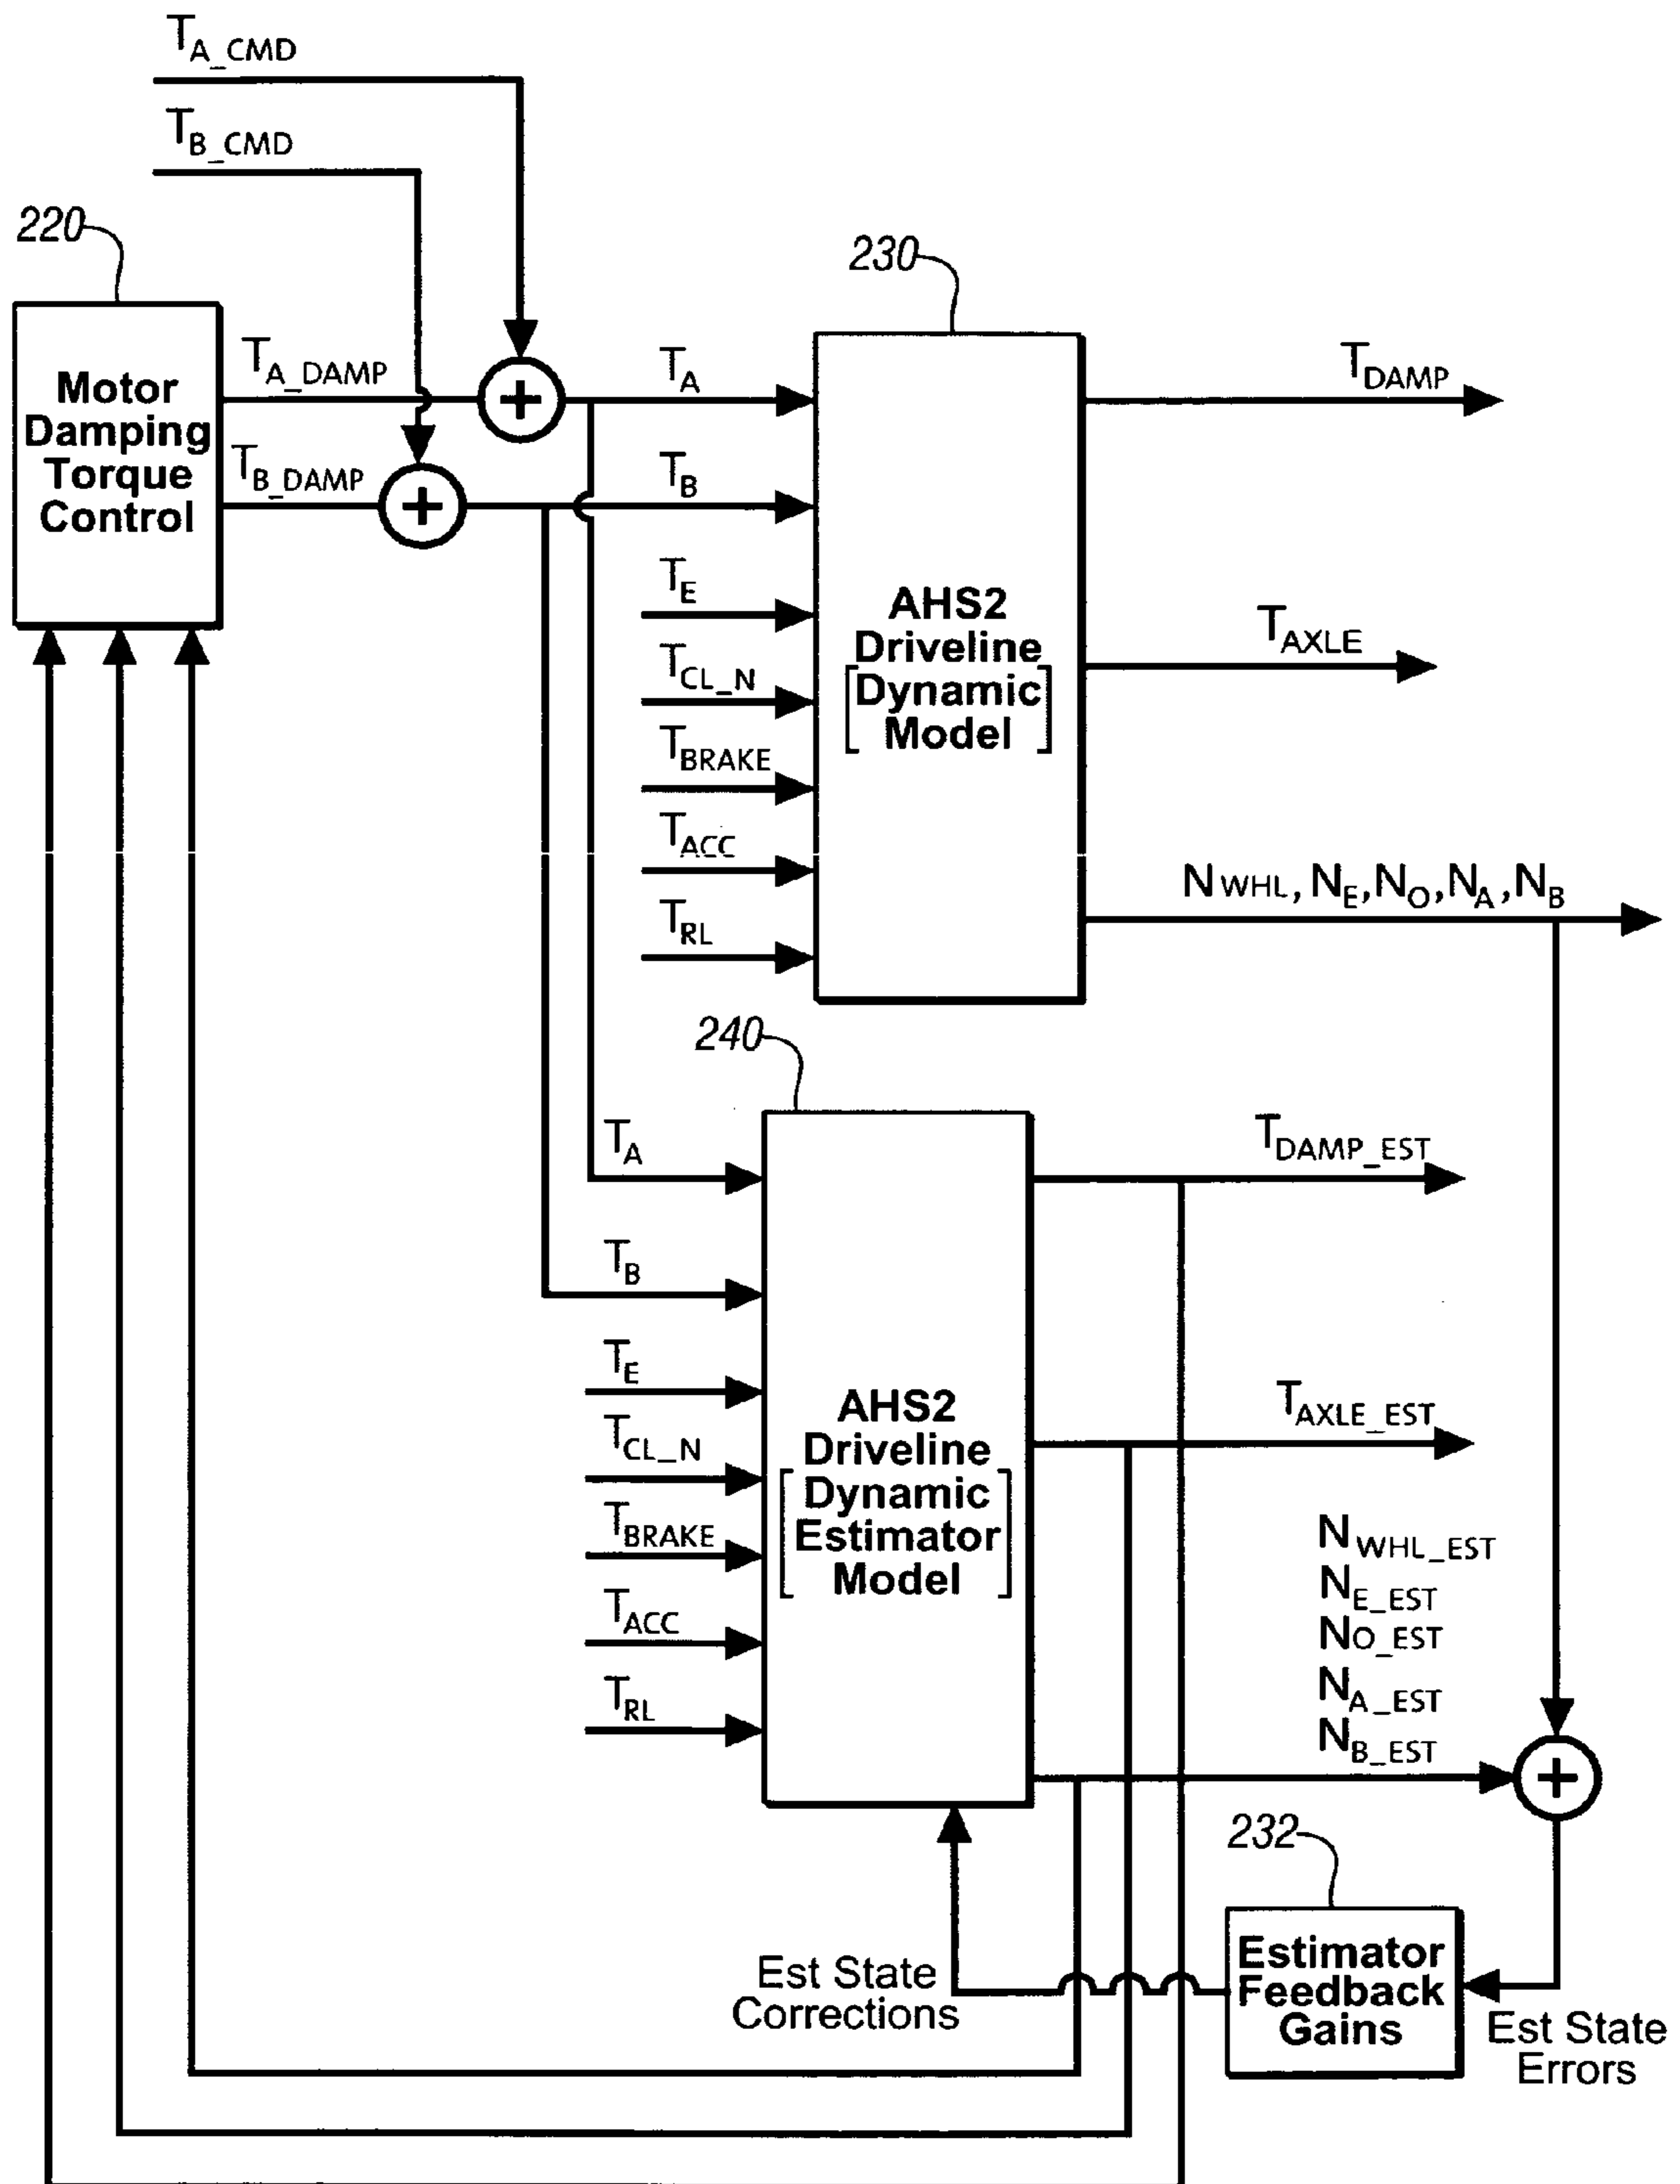 T_A_CMD
T_B_CMD
220
230
Motor
Damping
Torque
Control
T_A_DAMP
T_B_DAMP
+
+
T_A
T_B
T_E
T_CL_N
T_BRAKE
T_ACC
T_RL
AHS2
Driveline
Dynamic
Model
T_DAMP
T_AXLE
N_WHL, N_E, N_O, N_A, N_B
240
T_A
T_B
T_E
T_CL_N
T_BRAKE
T_ACC
T_RL
AHS2
Driveline
Dynamic
Estimator
Model
T_DAMP_EST
T_AXLE_EST
N_WHL_EST
N_E_EST
N_O_EST
N_A_EST
N_B_EST
+
232
Estimator
Feedback
Gains
Est State
Corrections
Est State
Errors